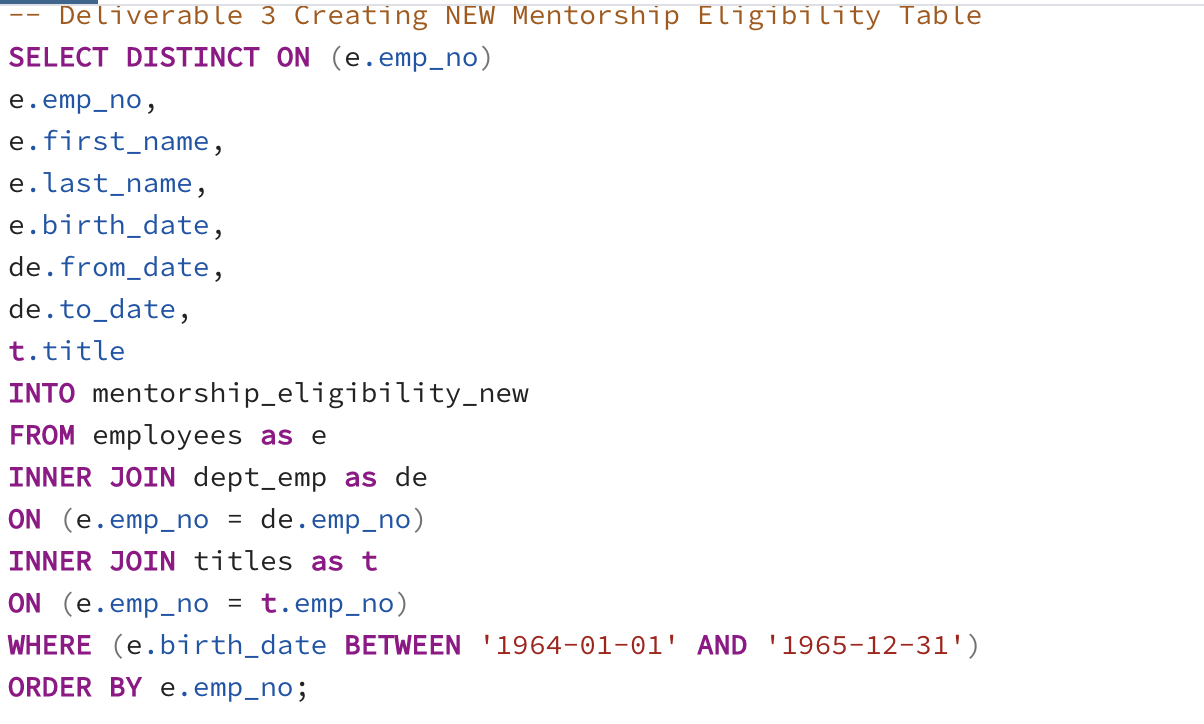 -- Deliverable 3 Creating NEW Mentorship Eligibility Table
SELECT DISTINCT ON (e.emp_no)
e.emp_no,
e.first_name,
e.last_name,
e.birth_date,
de.from_date,
de.to_date,
t.title
INTO mentorship_eligibility_new
FROM employees as e
INNER JOIN dept_emp as de
ON (e.emp_no = de.emp_no)
INNER JOIN titles as t
ON (e.emp_no = t.emp_no)
WHERE (e.birth_date BETWEEN '1964-01-01' AND '1965-12-31')
ORDER BY e.emp_no;